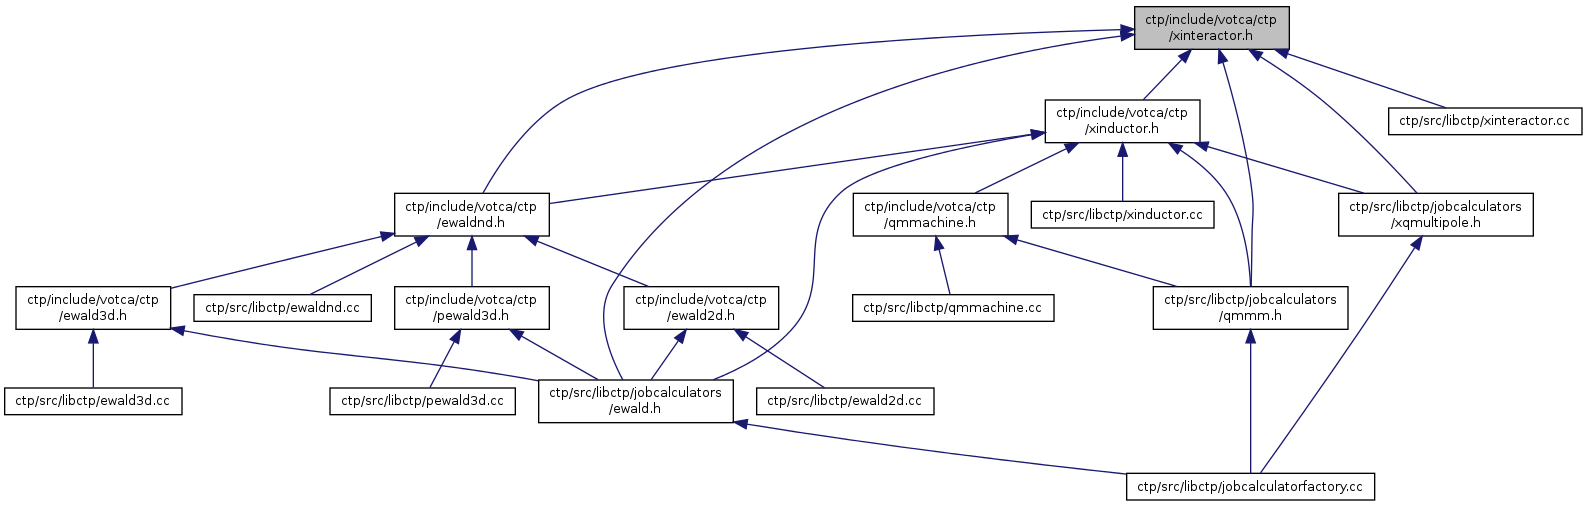 ctp/include/votca/ctp
/xinteractor.h
ctp/include/votca/ctp
/xinductor.h
ctp/src/libctp/xinteractor.cc
ctp/include/votca/ctp
/ewaldnd.h
ctp/include/votca/ctp
/qmmachine.h
ctp/src/libctp/xinductor.cc
ctp/src/libctp/jobcalculators
/xqmultipole.h
ctp/include/votca/ctp
/ewald3d.h
ctp/src/libctp/ewaldnd.cc
ctp/include/votca/ctp
/pewald3d.h
ctp/include/votca/ctp
/ewald2d.h
ctp/src/libctp/qmmachine.cc
ctp/src/libctp/jobcalculators
/qmmm.h
ctp/src/libctp/ewald3d.cc
ctp/src/libctp/pewald3d.cc
ctp/src/libctp/jobcalculators
/ewald.h
ctp/src/libctp/ewald2d.cc
ctp/src/libctp/jobcalculatorfactory.cc